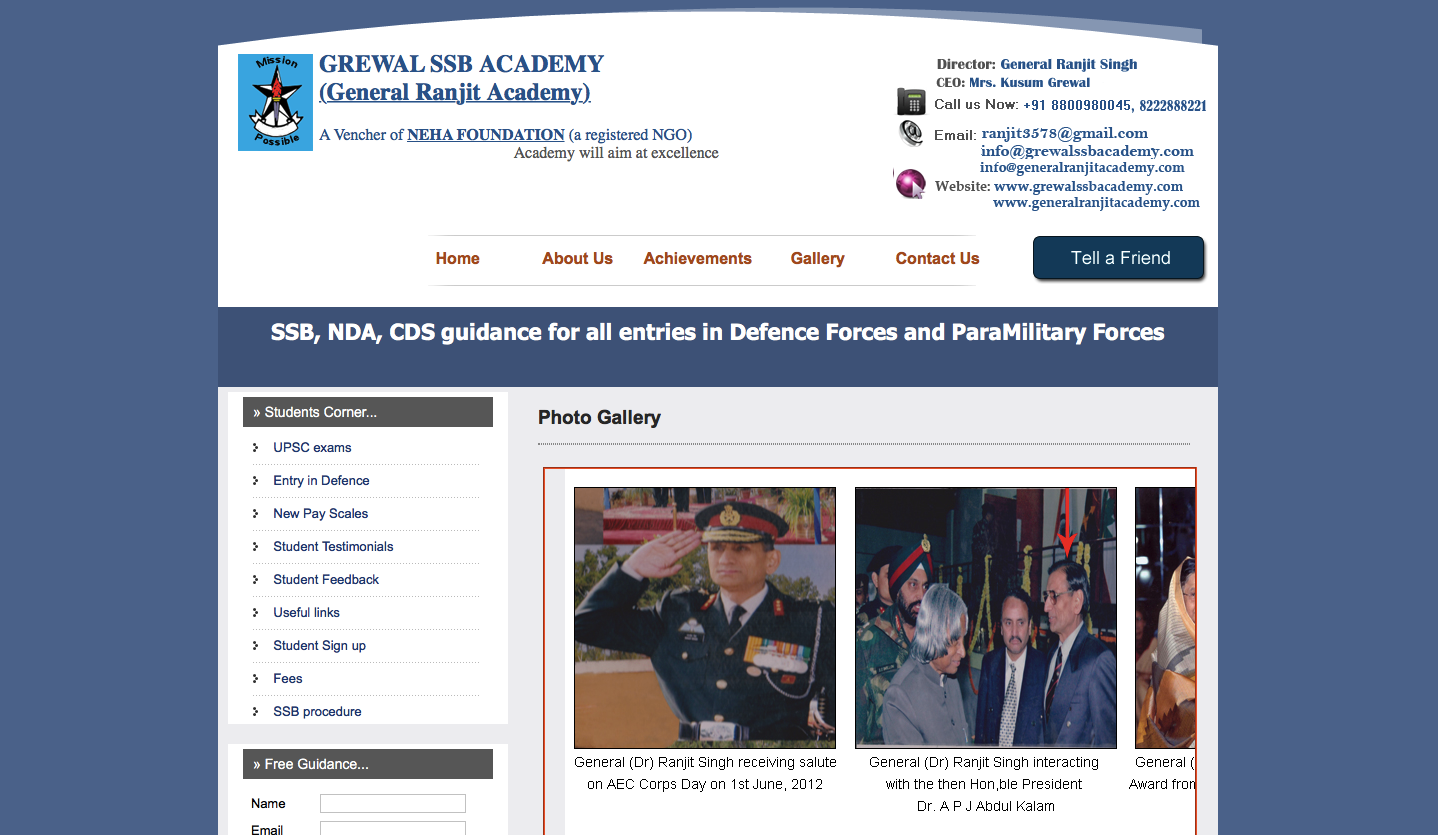 Mission
Possible
GREWAL SSB ACADEMY
(General Ranjit Academy)
A Vencher of NEHA FOUNDATION (a registered NGO)
Academy will aim at excellence
Director: General Ranjit Singh
CEO: Mrs. Kusum Grewal
Call us Now: +91 8800980045, 8222888221
Email: ranjit3578@gmail.com
info@grewalssbacademy.com
info@generalranjitacademy.com
Website: www.grewalssbacademy.com
www.generalranjitacademy.com
Home About Us Achievements Gallery Contact Us Tell a Friend
SSB, NDA, CDS guidance for all entries in Defence Forces and ParaMilitary Forces
» Students Corner...
UPSC exams
Entry in Defence
New Pay Scales
Student Testimonials
Student Feedback
Useful links
Student Sign up
Fees
SSB procedure
» Free Guidance...
Name
Email
Photo Gallery
General (Dr) Ranjit Singh receiving salute
on AEC Corps Day on 1st June, 2012
General (Dr) Ranjit Singh interacting
with the then Hon,ble President
Dr. A P J Abdul Kalam
General (
Award from